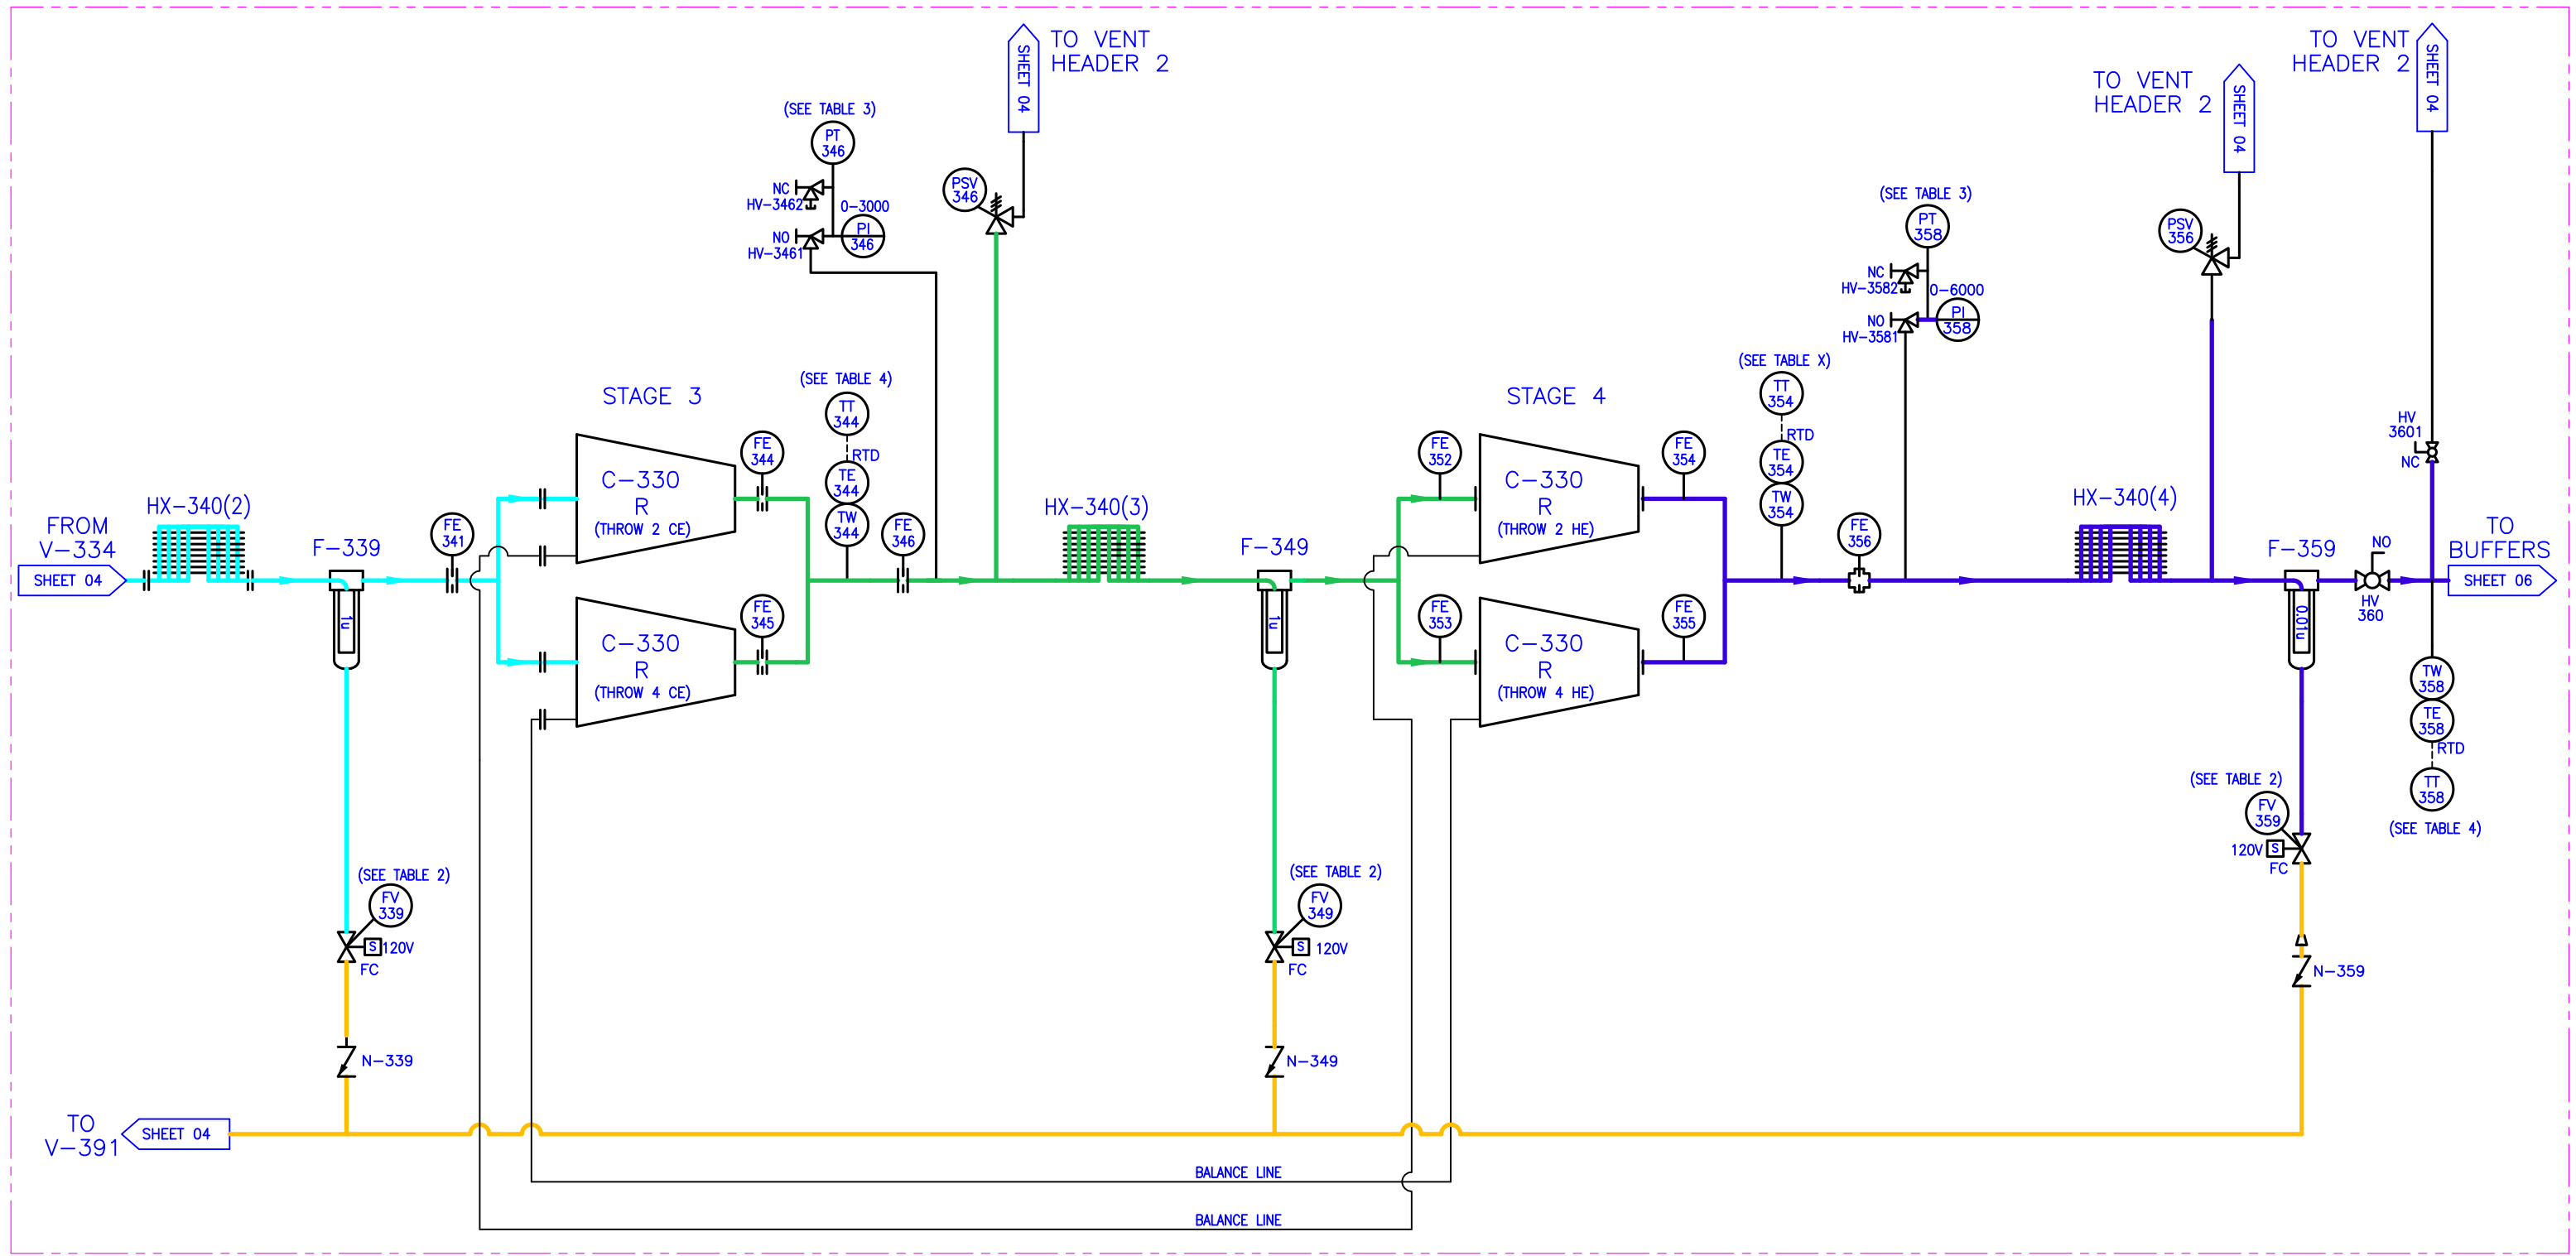 TO VENT
HEADER 2
SHEET 04
TO VENT
HEADER 2
SHEET 04
TO VENT
HEADER 2
SHEET 04
(SEE TABLE 3)
PT
346
NC
HV-3462
0-3000
NO
HV-3461
PI
346
PSV
346
(SEE TABLE 3)
PT
358
NC
HV-3582
0-6000
NO
HV-3581
PI
358
PSV
356
STAGE 3
(SEE TABLE 4)
TT
344
RTD
TE
344
TW
344
STAGE 4
(SEE TABLE X)
TT
354
RTD
TE
354
TW
354
HV
3601
NC
FROM
V-334
SHEET 04
HX-340(2)
F-339
1u
FE
341
C-330
R
(THROW 2 CE)
FE
344
C-330
R
(THROW 4 CE)
FE
345
FE
346
HX-340(3)
F-349
1u
FE
352
FE
353
C-330
R
(THROW 2 HE)
FE
354
C-330
R
(THROW 4 HE)
FE
355
FE
356
HX-340(4)
F-359
0.01u
NO
HV
360
TO
BUFFERS
SHEET 06
TW
358
TE
358
RTD
TT
358
(SEE TABLE 4)
(SEE TABLE 2)
FV
339
S
120V
FC
N-339
(SEE TABLE 2)
FV
349
S
120V
FC
N-349
(SEE TABLE 2)
FV
359
120V
S
FC
N-359
TO
V-391
SHEET 04
BALANCE LINE
BALANCE LINE